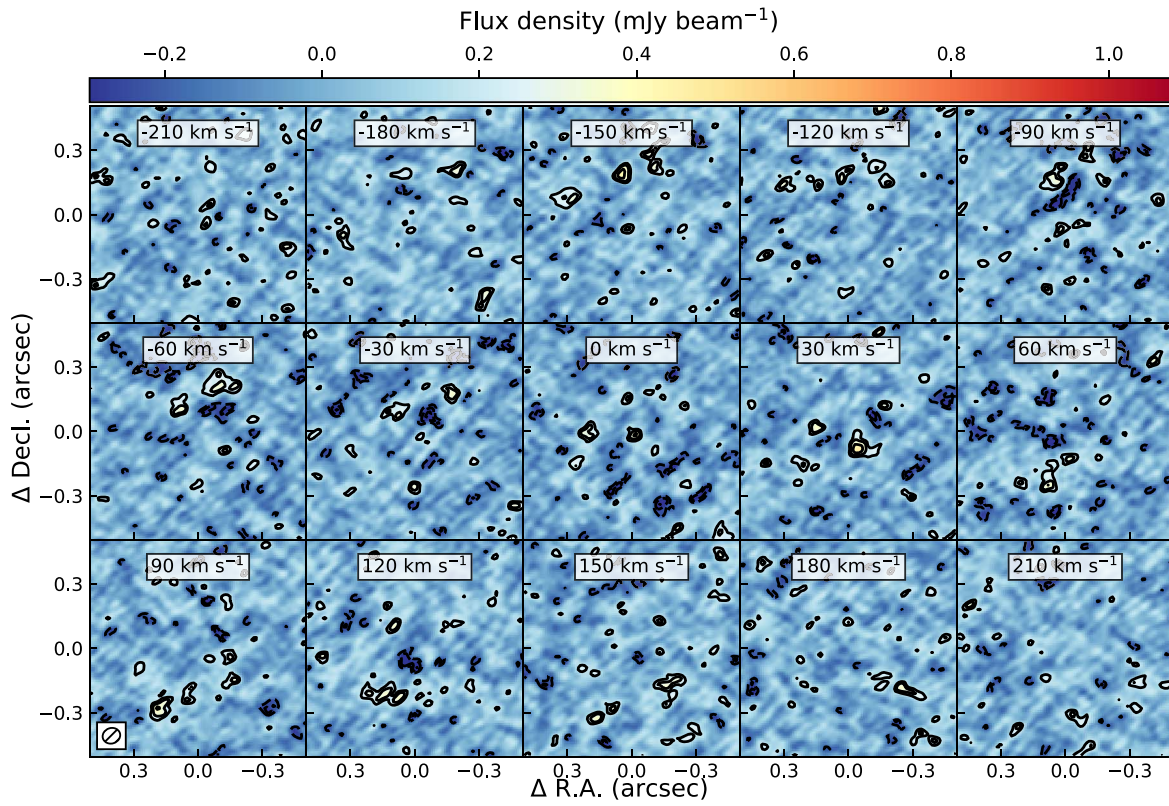 Flux density (mJy beam⁻¹)
−0.2 0.0 0.2 0.4 0.6 0.8 1.0
-210 km s⁻¹ -180 km s⁻¹ -150 km s⁻¹ -120 km s⁻¹ -90 km s⁻¹
0.3
0.0
−0.3
-60 km s⁻¹ -30 km s⁻¹ 0 km s⁻¹ 30 km s⁻¹ 60 km s⁻¹
0.3
Δ Decl. (arcsec)
0.0
−0.3
90 km s⁻¹ 120 km s⁻¹ 150 km s⁻¹ 180 km s⁻¹ 210 km s⁻¹
0.3
0.0
−0.3
0.3 0.0 −0.3 0.3 0.0 −0.3 0.3 0.0 −0.3 0.3 0.0 −0.3 0.3 0.0 −0.3
Δ R.A. (arcsec)